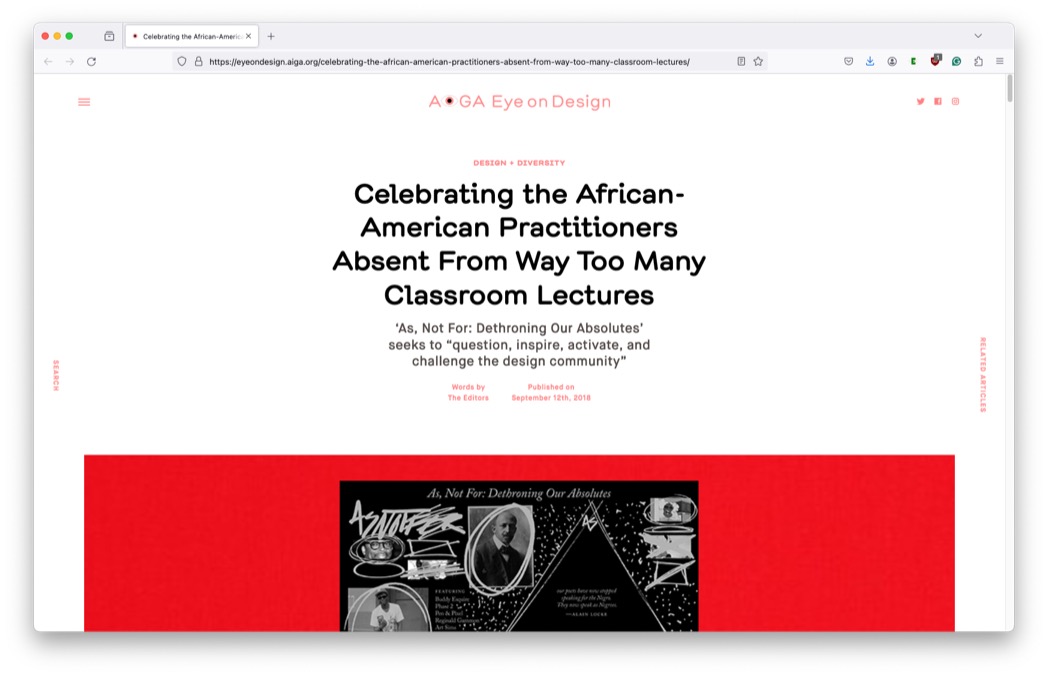 Celebrating the African-Americ
https://eyeondesign.aiga.org/celebrating-the-african-american-practitioners-absent-from-way-too-many-classroom-lectures/
A GA Eye on Design
DESIGN + DIVERSITY
Celebrating the African-
American Practitioners
Absent From Way Too Many
Classroom Lectures
‘As, Not For: Dethroning Our Absolutes’
seeks to “question, inspire, activate, and
challenge the design community”
Words by
The Editors
Published on
September 12th, 2018
SEARCH
RELATED ARTICLES
As, Not For: Dethroning Our Absolutes
AS NOT FOR
AS
FEATURING
Buddy Esquire
Phase 2
Pen & Pixel
Reginald
Art Sims
our poets have now stopped
speaking for the Negro.
They now speak as Negroes.
—ALAIN LOCKE